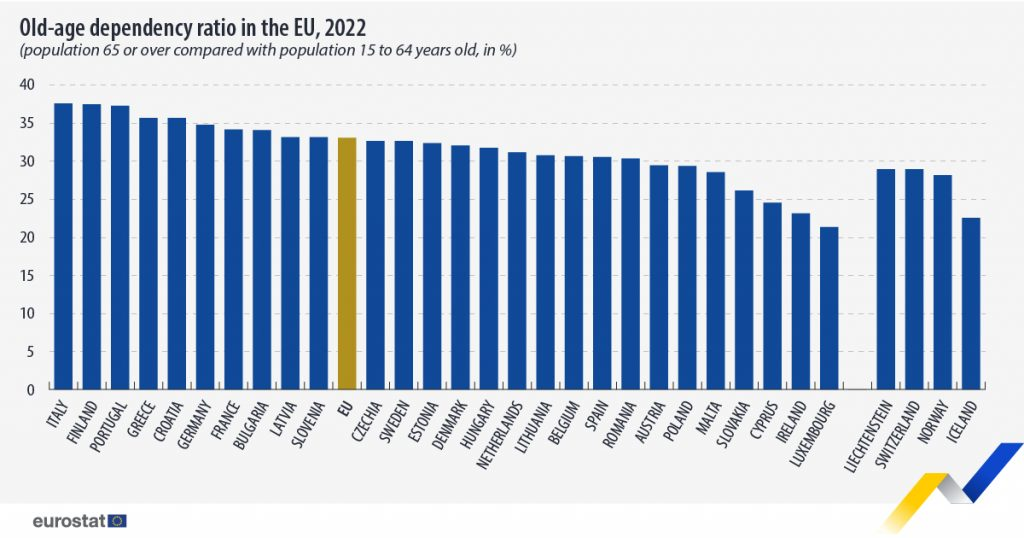 Old-age dependency ratio in the EU, 2022
(population 65 or over compared with population 15 to 64 years old, in %)
40
35
30
25
20
15
10
5
0
ITALY
FINLAND
PORTUGAL
GREECE
CROATIA
GERMANY
FRANCE
BULGARIA
LATVIA
SLOVENIA
EU
CZECHIA
SWEDEN
ESTONIA
DENMARK
HUNGARY
NETHERLANDS
LITHUANIA
BELGIUM
SPAIN
ROMANIA
AUSTRIA
POLAND
MALTA
SLOVAKIA
CYPRUS
IRELAND
LUXEMBOURG
LIECHTENSTEIN
SWITZERLAND
NORWAY
ICELAND
eurostat